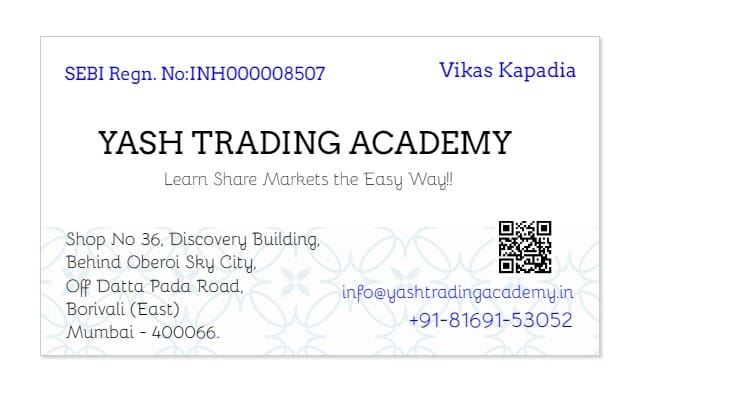 SEBI Regn. No:INH000008507
Vikas Kapadia
YASH TRADING ACADEMY
Learn Share Markets the Easy Way!!
Shop No 36, Discovery Building,
Behind Oberoi Sky City,
Off Datta Pada Road,
Borivali (East)
Mumbai - 400066.
info@yashtradingacademy.in
+91-81691-53052